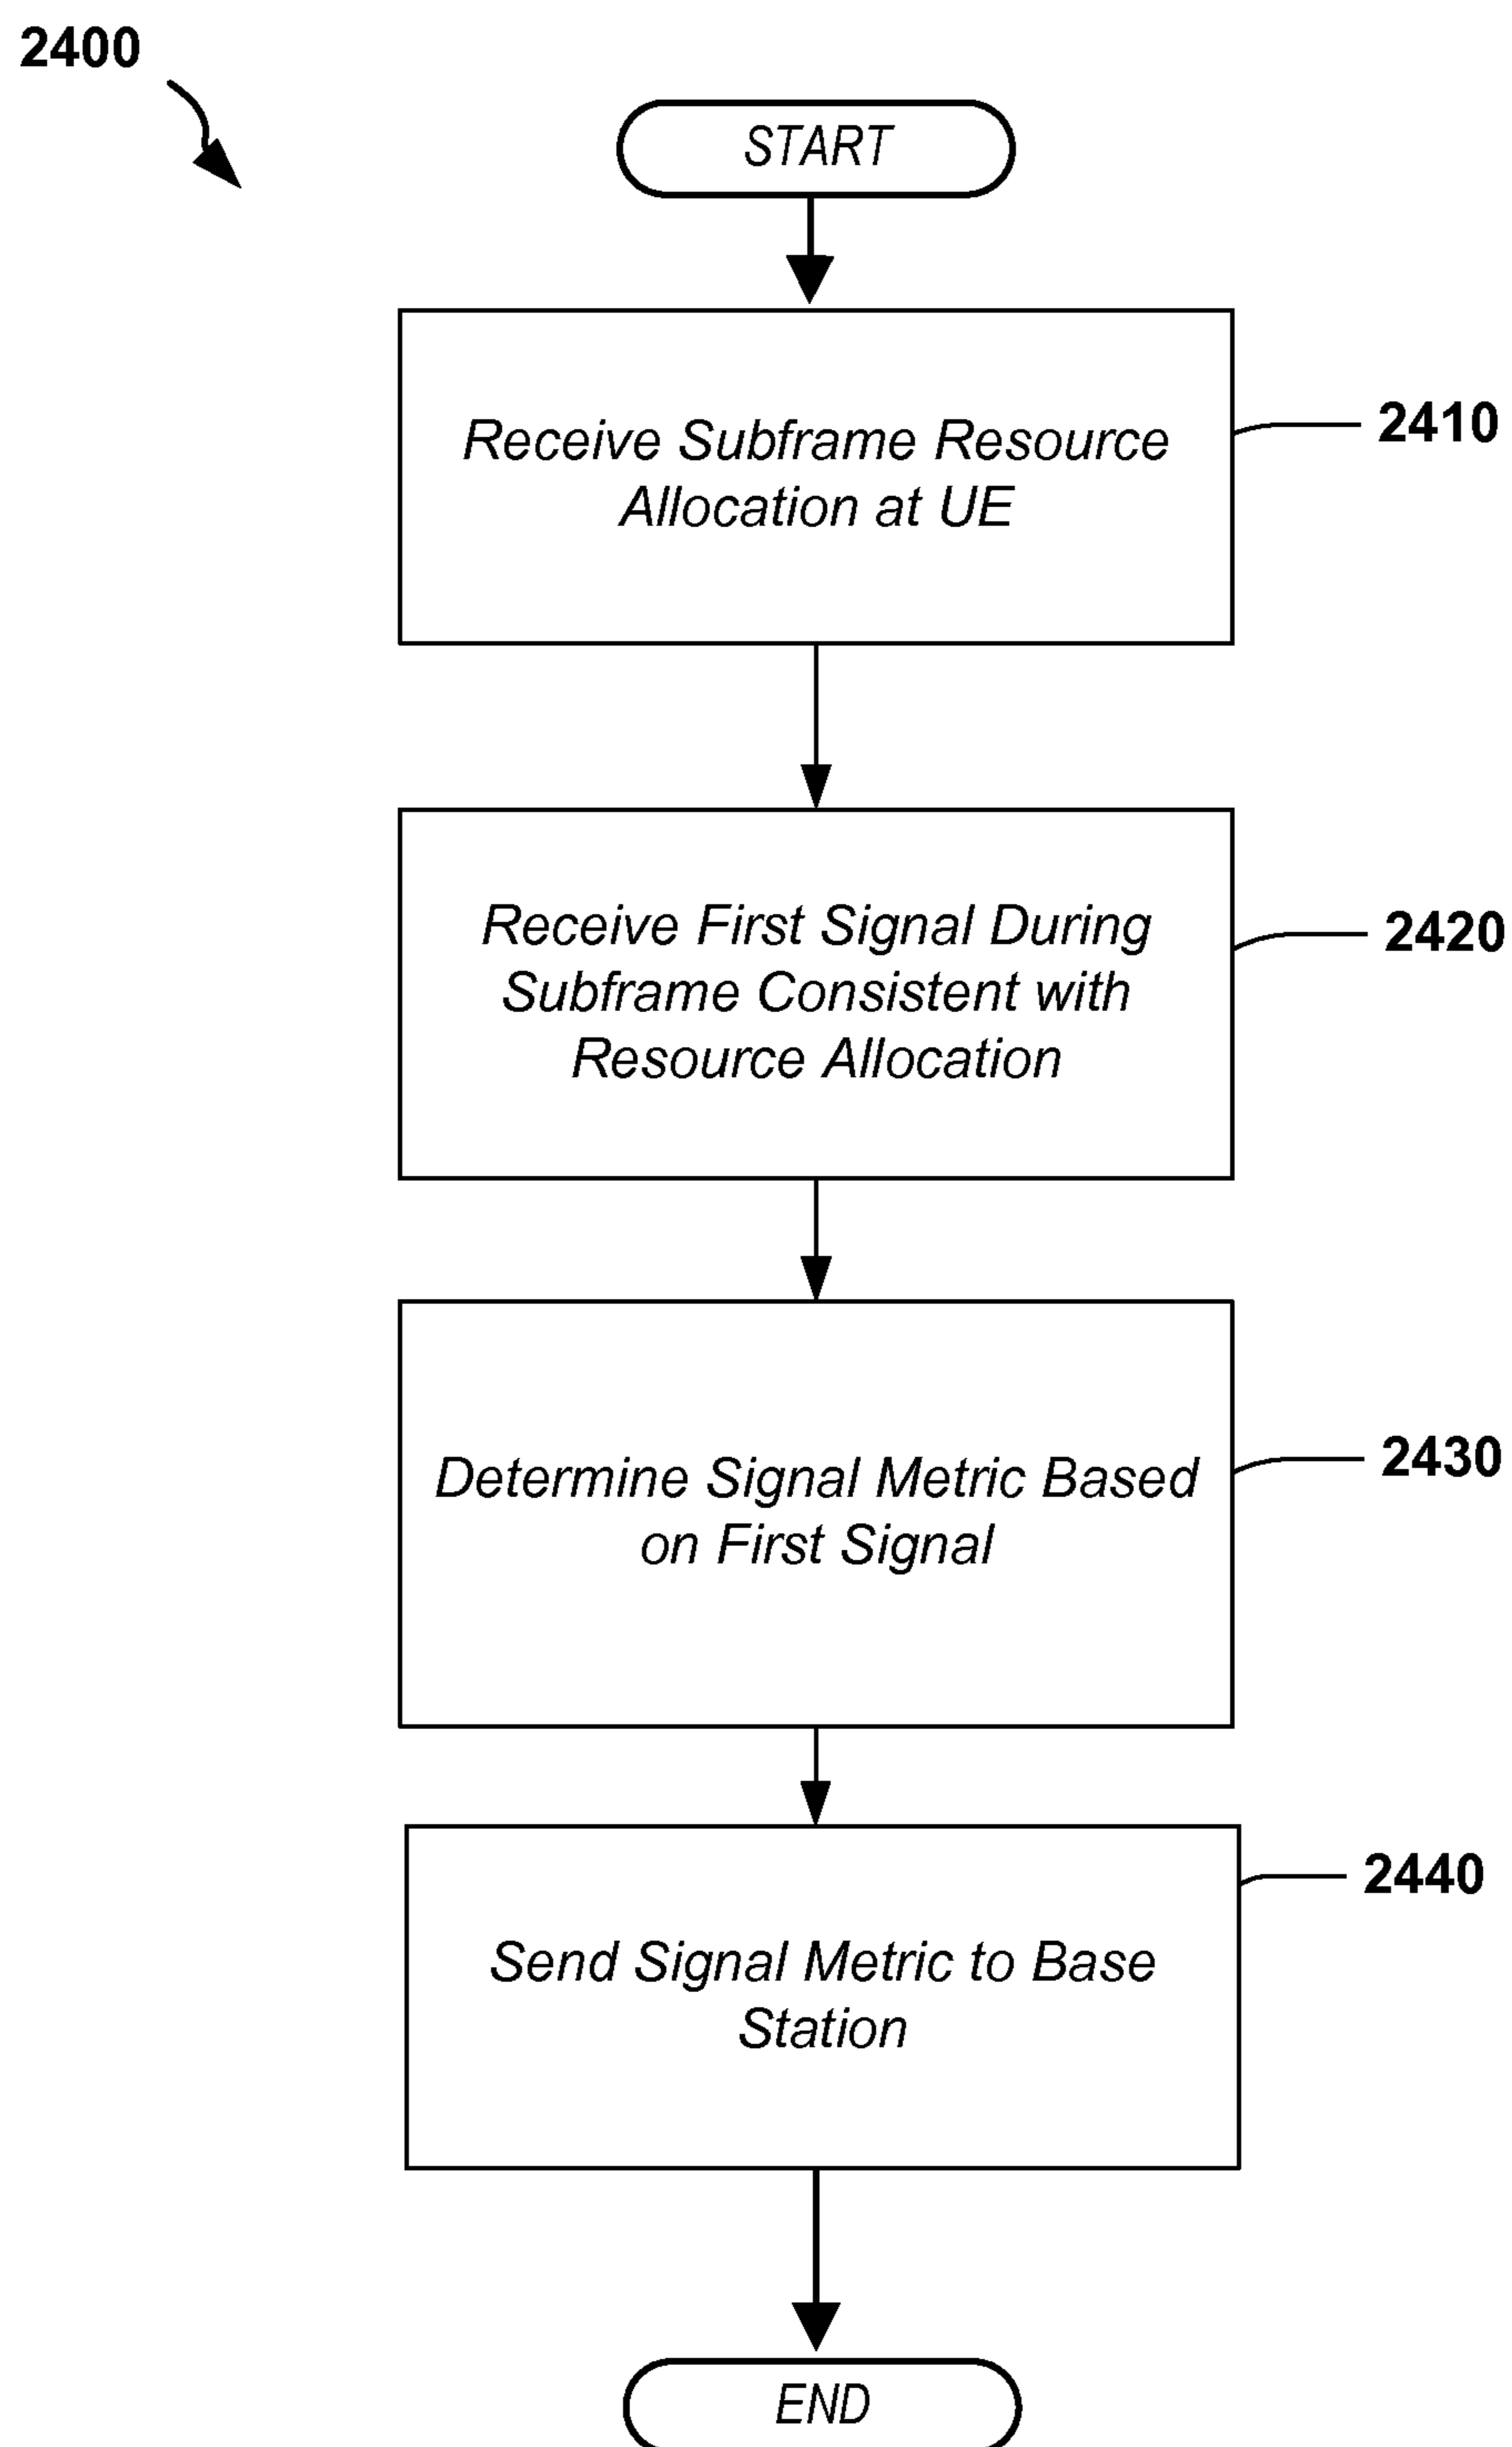 2400
START
Receive Subframe Resource
Allocation at UE
2410
Receive First Signal During
Subframe Consistent with
Resource Allocation
2420
Determine Signal Metric Based
on First Signal
2430
Send Signal Metric to Base
Station
2440
END